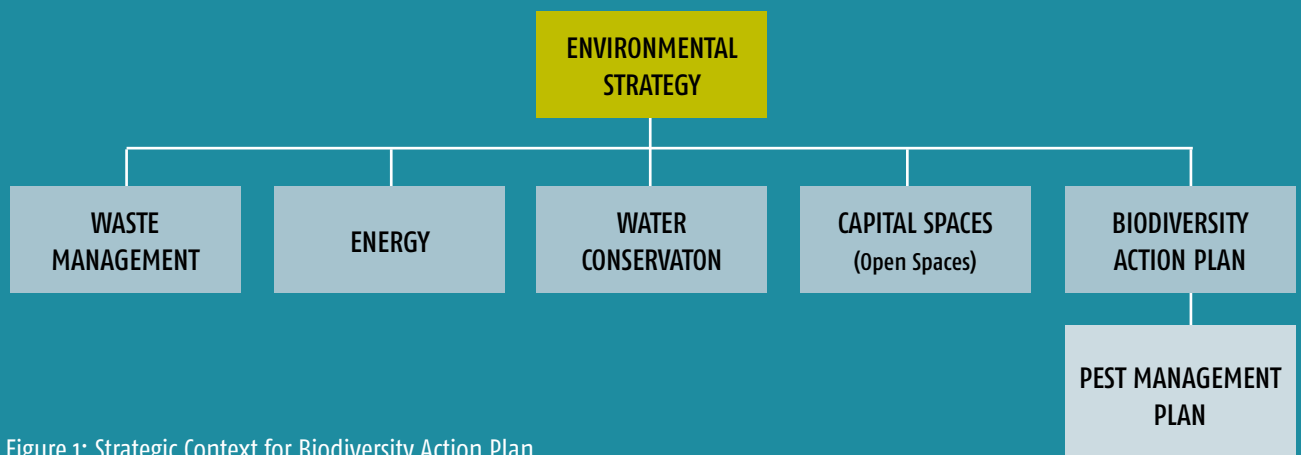 ENVIRONMENTAL
STRATEGY
WASTE
MANAGEMENT
ENERGY
WATER
CONSERVATON
CAPITAL SPACES
(Open Spaces)
BIODIVERSITY
ACTION PLAN
PEST MANAGEMENT
PLAN
Figure 1: Strategic Context for Biodiversity Action Plan